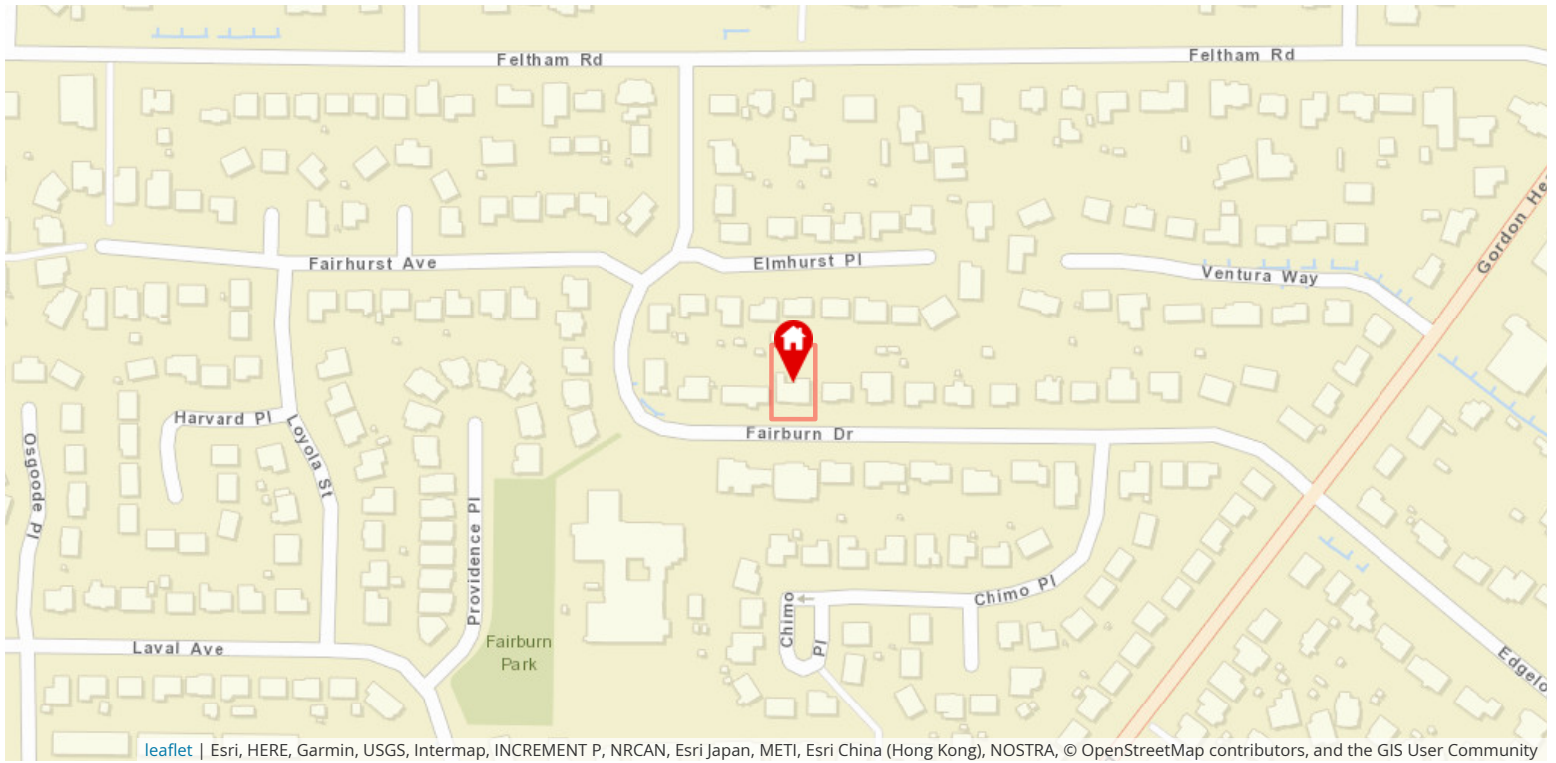 Feltham Rd
Feltham Rd
Gordon He
Fairhurst Ave
Elmhurst Pl
Ventura Way
Harvard Pl
Loyola St
Osgoode Pl
Fairburn Dr
Providence Pl
Chimo Pl
Chimo
Pl
Fairburn
Park
Laval Ave
Edgelo
leaflet | Esri, HERE, Garmin, USGS, Intermap, INCREMENT P, NRCAN, Esri Japan, METI, Esri China (Hong Kong), NOSTRA, © OpenStreetMap contributors, and the GIS User Community